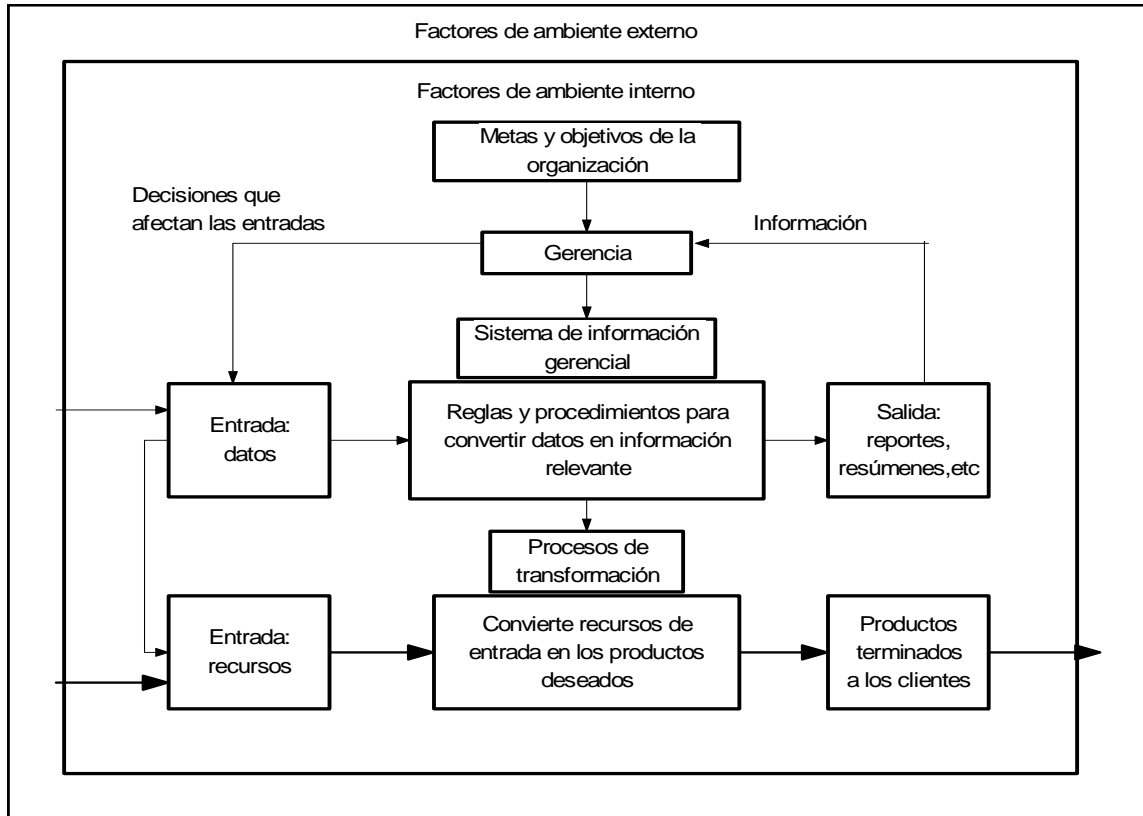 Factores de ambiente externo
Factores de ambiente interno
Metas y objetivos de la
organización
Decisiones que
afectan las entradas
Información
Gerencia
Sistema de información
gerencial
Entrada:
datos
Reglas y procedimientos para
convertir datos en información
relevante
Salida:
reportes,
resúmenes,etc
Procesos de
transformación
Entrada:
recursos
Convierte recursos de
entrada en los productos
deseados
Productos
terminados
a los clientes